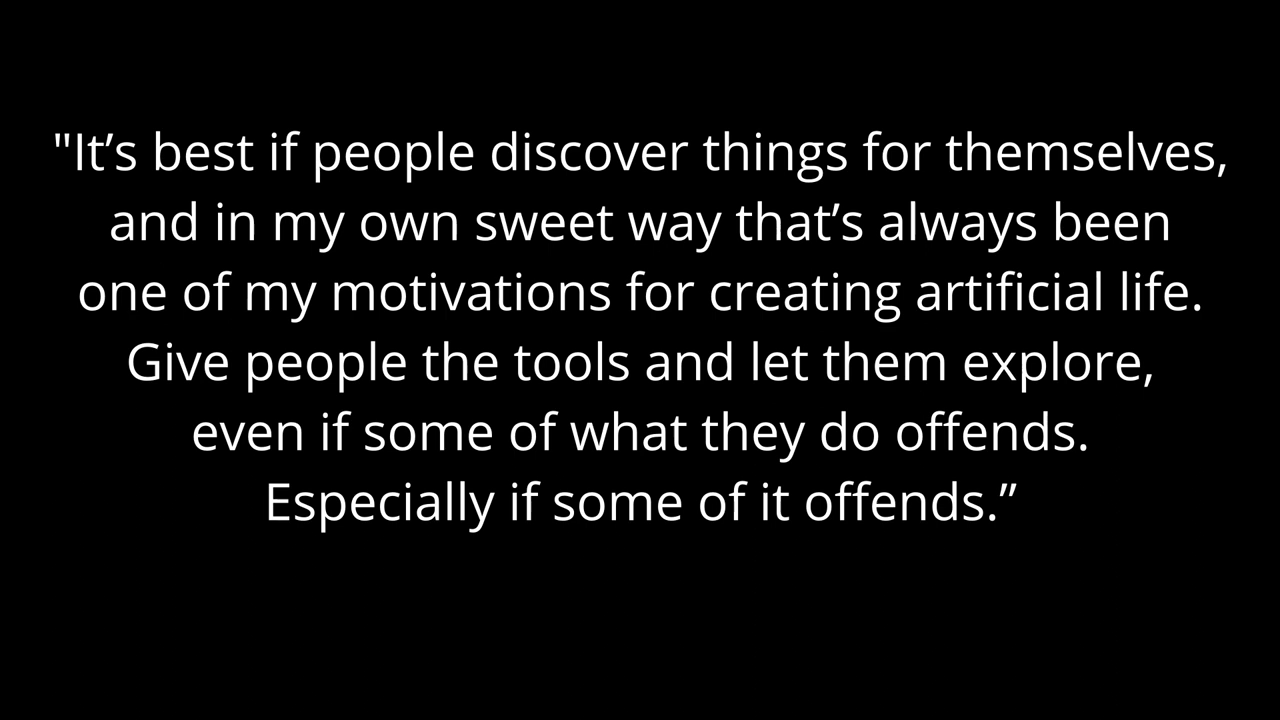 "It’s best if people discover things for themselves,
and in my own sweet way that’s always been
one of my motivations for creating artificial life.
Give people the tools and let them explore,
even if some of what they do offends.
Especially if some of it offends.”